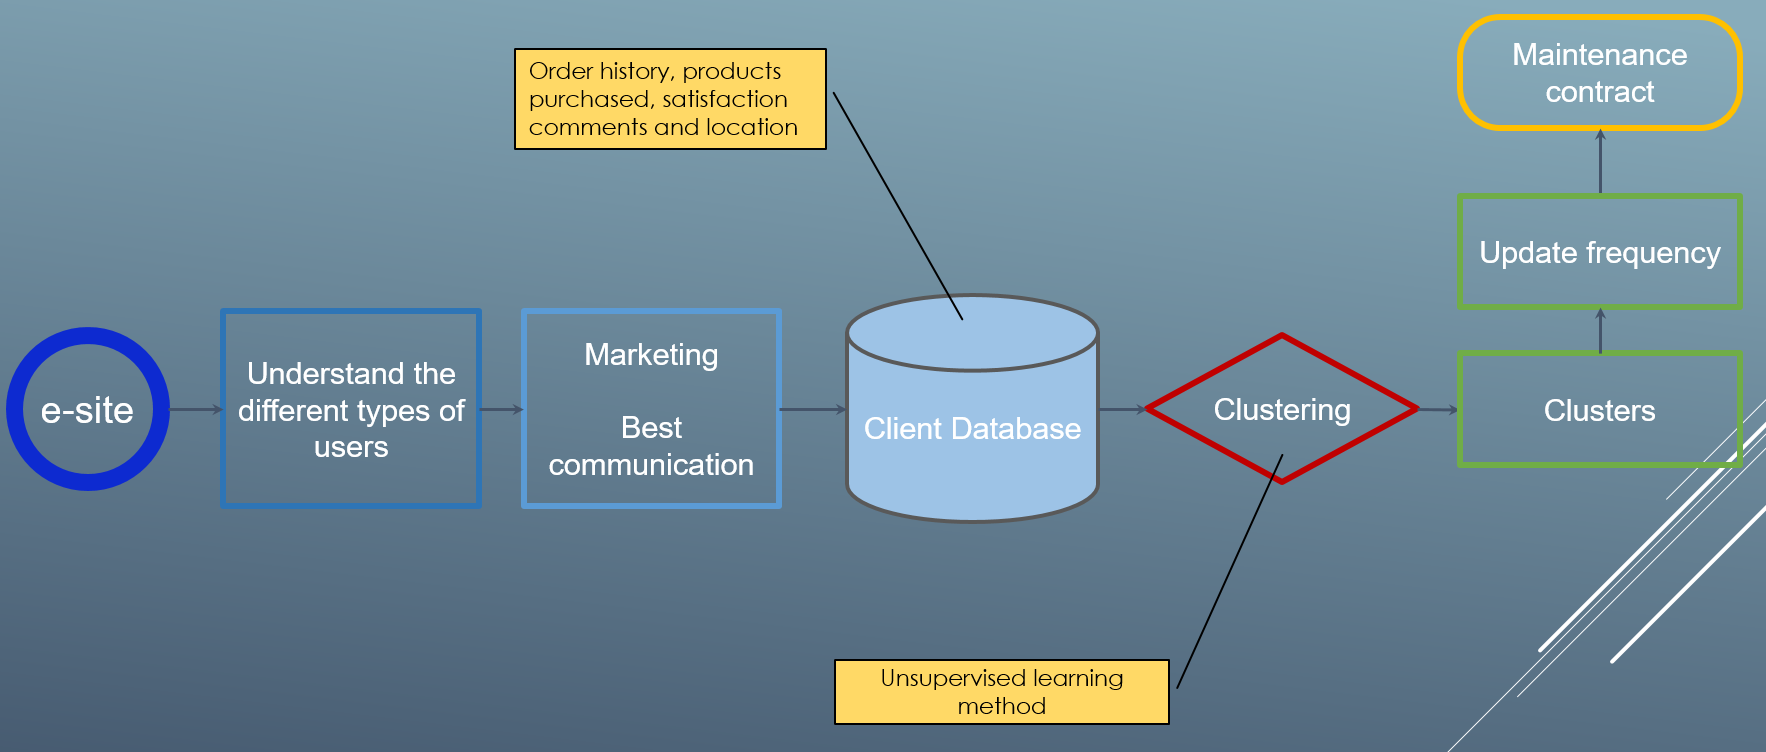 Order history, products
purchased, satisfaction
comments and location
Maintenance
contract
Update frequency
e-site
Understand the
different types of
users
Marketing
Best
communication
Client Database
Clustering
Clusters
Unsupervised learning
method